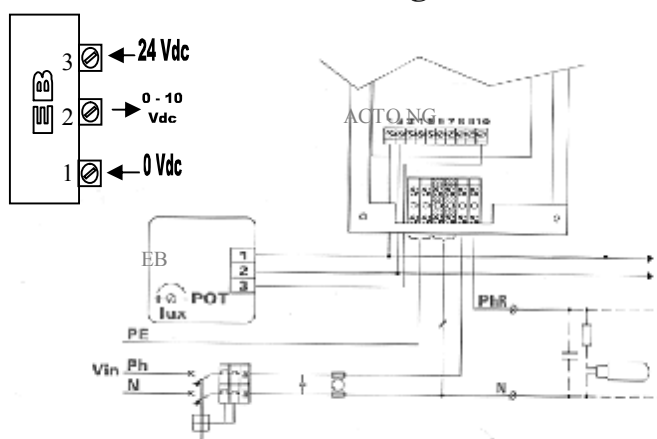 3 24 Vdc
EB
2 0 - 10
Vdc
1 0 Vdc
ACTO NG
EB
1
2
3
POT
lux
PhR
PE
Vin Ph
N
N